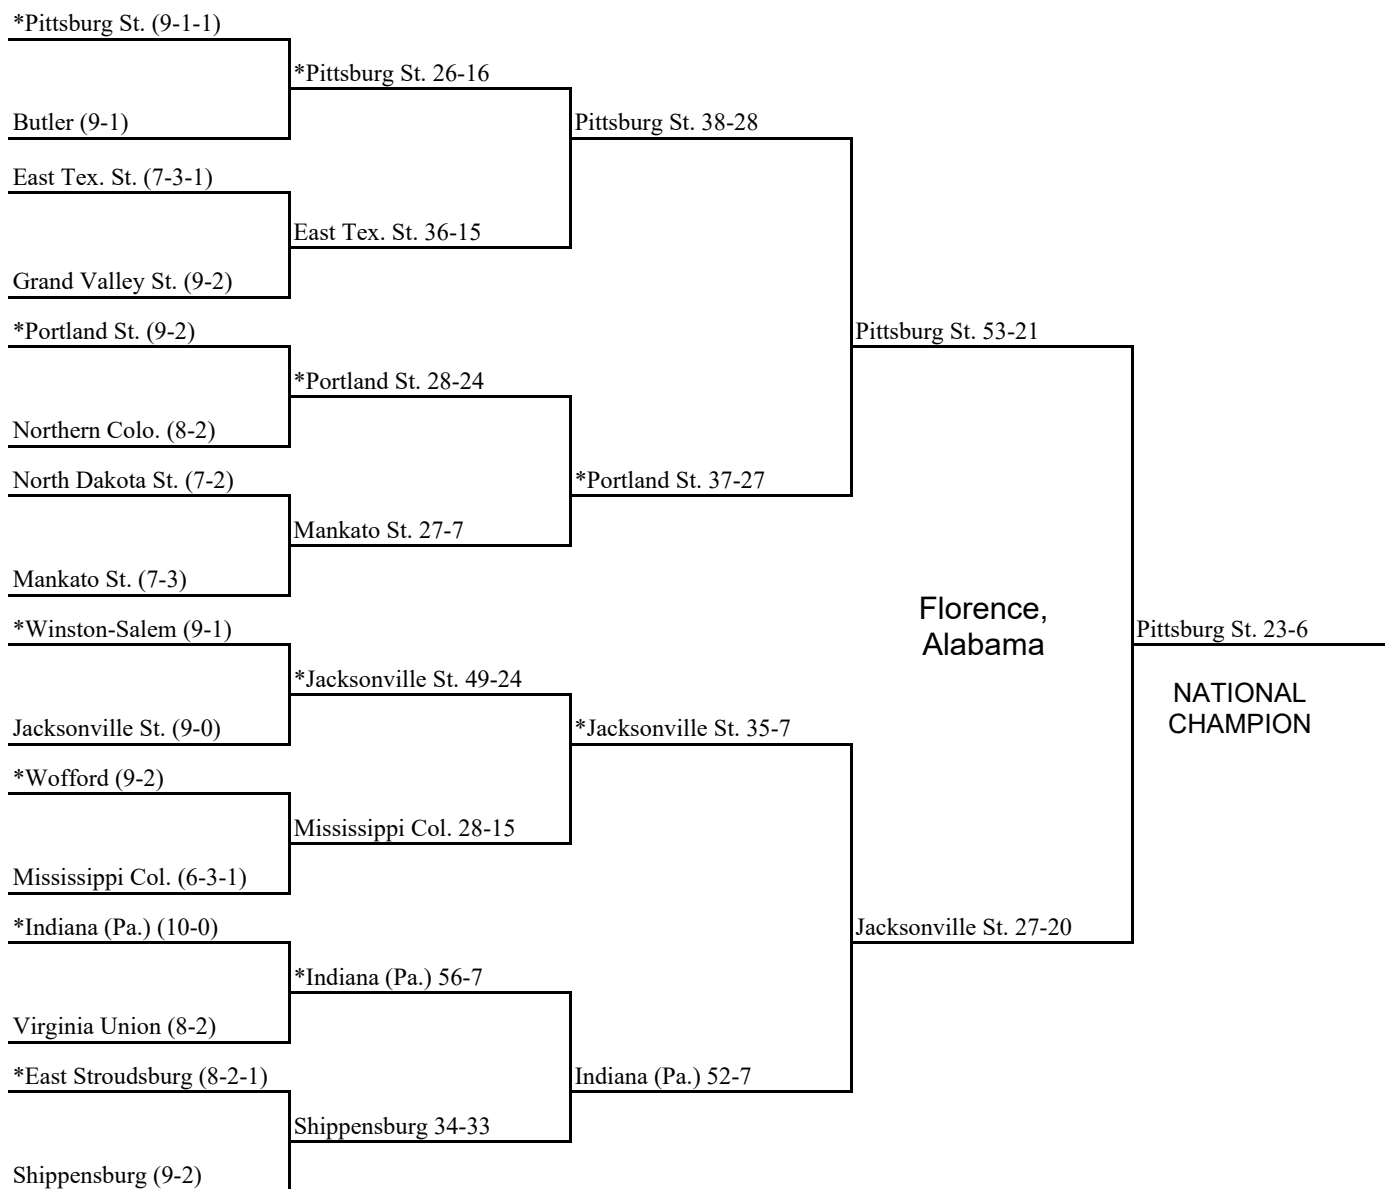 *Pittsburg St. (9-1-1)
*Pittsburg St. 26-16
Butler (9-1)
Pittsburg St. 38-28
East Tex. St. (7-3-1)
East Tex. St. 36-15
Grand Valley St. (9-2)
*Portland St. (9-2)
Pittsburg St. 53-21
*Portland St. 28-24
Northern Colo. (8-2)
North Dakota St. (7-2)
*Portland St. 37-27
Mankato St. 27-7
Mankato St. (7-3)
Florence,
Alabama
*Winston-Salem (9-1)
Pittsburg St. 23-6
*Jacksonville St. 49-24
NATIONAL
CHAMPION
Jacksonville St. (9-0)
*Jacksonville St. 35-7
*Wofford (9-2)
Mississippi Col. 28-15
Mississippi Col. (6-3-1)
*Indiana (Pa.) (10-0)
Jacksonville St. 27-20
*Indiana (Pa.) 56-7
Virginia Union (8-2)
*East Stroudsburg (8-2-1)
Indiana (Pa.) 52-7
Shippensburg 34-33
Shippensburg (9-2)